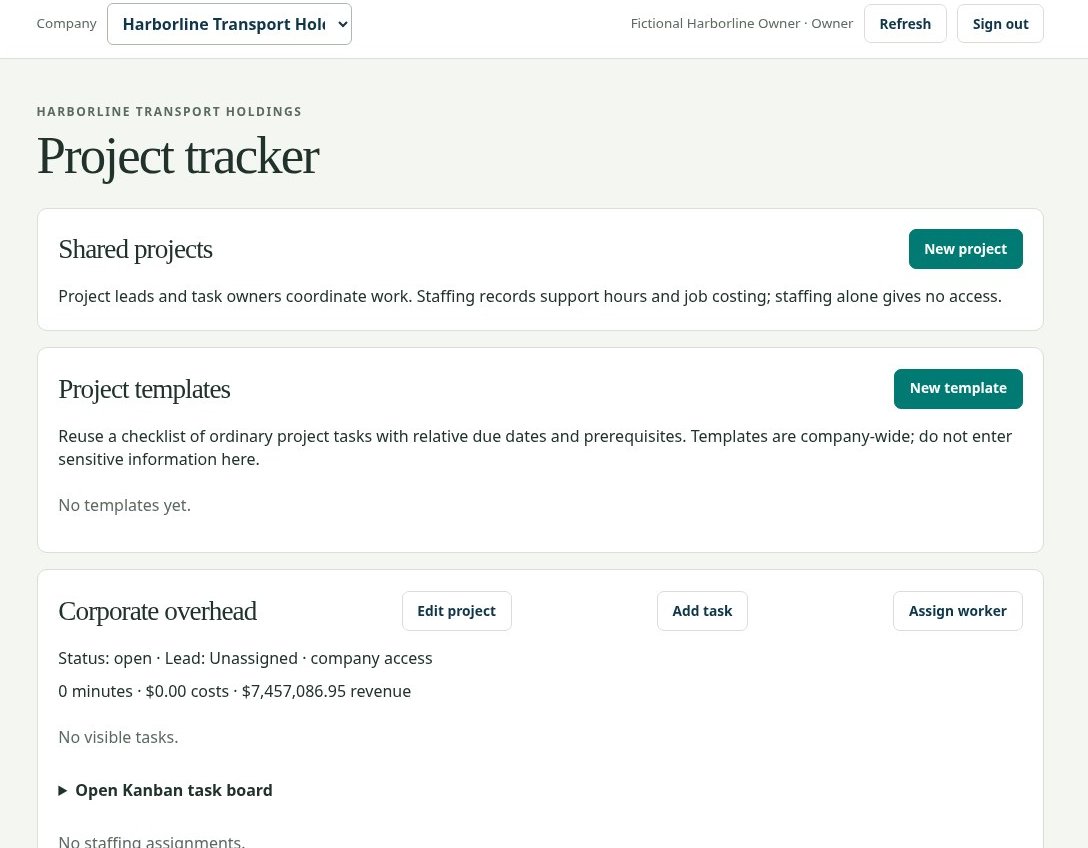 Company Harborline Transport Hol Fictional Harborline Owner · Owner Refresh Sign out
HARBORLINE TRANSPORT HOLDINGS
Project tracker
Shared projects New project
Project leads and task owners coordinate work. Staffing records support hours and job costing; staffing alone gives no access.
Project templates New template
Reuse a checklist of ordinary project tasks with relative due dates and prerequisites. Templates are company-wide; do not enter
sensitive information here.
No templates yet.
Corporate overhead Edit project Add task Assign worker
Status: open · Lead: Unassigned · company access
0 minutes · $0.00 costs · $7,457,086.95 revenue
No visible tasks.
Open Kanban task board
No staffing assignments.